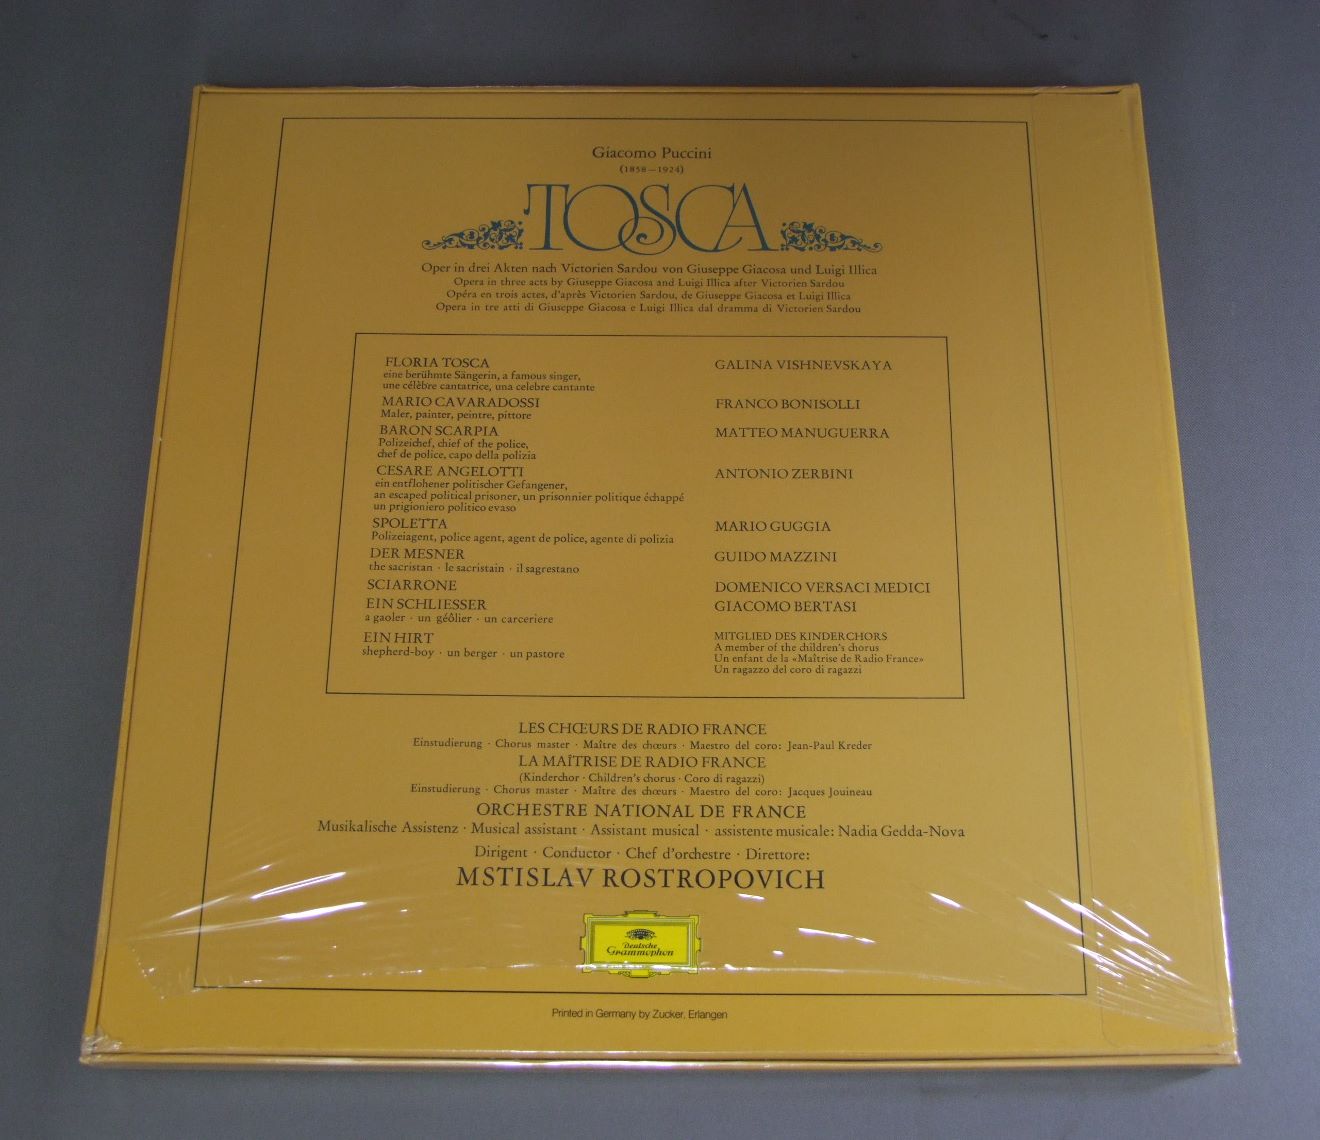 Giacomo Puccini
(1858–1924)
TOSCA
Oper in drei Akten nach Victorien Sardou von Giuseppe Giacosa und Luigi Illica
Opera in three acts by Giuseppe Giacosa and Luigi Illica after Victorien Sardou
Opéra en trois actes, d'après Victorien Sardou, de Giuseppe Giacosa et Luigi Illica
Opera in tre atti di Giuseppe Giacosa e Luigi Illica dal dramma di Victorien Sardou
FLORIA TOSCA GALINA VISHNEVSKAYA
eine berühmte Sängerin, a famous singer,
une célèbre cantatrice, una celebre cantante
MARIO CAVARADOSSI FRANCO BONISOLLI
Maler, painter, peintre, pittore
BARON SCARPIA MATTEO MANUGUERRA
Polizeichef, chief of the police,
chef de police, capo della polizia
CESARE ANGELOTTI ANTONIO ZERBINI
ein entflohener politischer Gefangener,
an escaped political prisoner, un prisonnier politique échappé
un prigioniero politico evaso
SPOLETTA MARIO GUGGIA
Polizeiagent, police agent, agent de police, agente di polizia
DER MESNER GUIDO MAZZINI
the sacristan · le sacristain · il sagrestano
SCIARRONE DOMENICO VERSACI MEDICI
EIN SCHLIESSER GIACOMO BERTASI
a gaoler · un géôlier · un carceriere
EIN HIRT MITGLIED DES KINDERCHORS
shepherd-boy · un berger · un pastore A member of the children's chorus
Un enfant de la «Maîtrise de Radio France»
Un ragazzo del coro di ragazzi
LES CHŒURS DE RADIO FRANCE
Einstudierung · Chorus master · Maître des chœurs · Maestro del coro: Jean-Paul Kreder
LA MAÎTRISE DE RADIO FRANCE
(Kinderchor · Children's chorus · Coro di ragazzi)
Einstudierung · Chorus master · Maître des chœurs · Maestro del coro: Jacques Jouineau
ORCHESTRE NATIONAL DE FRANCE
Musikalische Assistenz · Musical assistant · Assistant musical · assistente musicale: Nadia Gedda-Nova
Dirigent · Conductor · Chef d'orchestre · Direttore:
MSTISLAV ROSTROPOVICH
Deutsche
Grammophon
Printed in Germany by Zucker, Erlangen